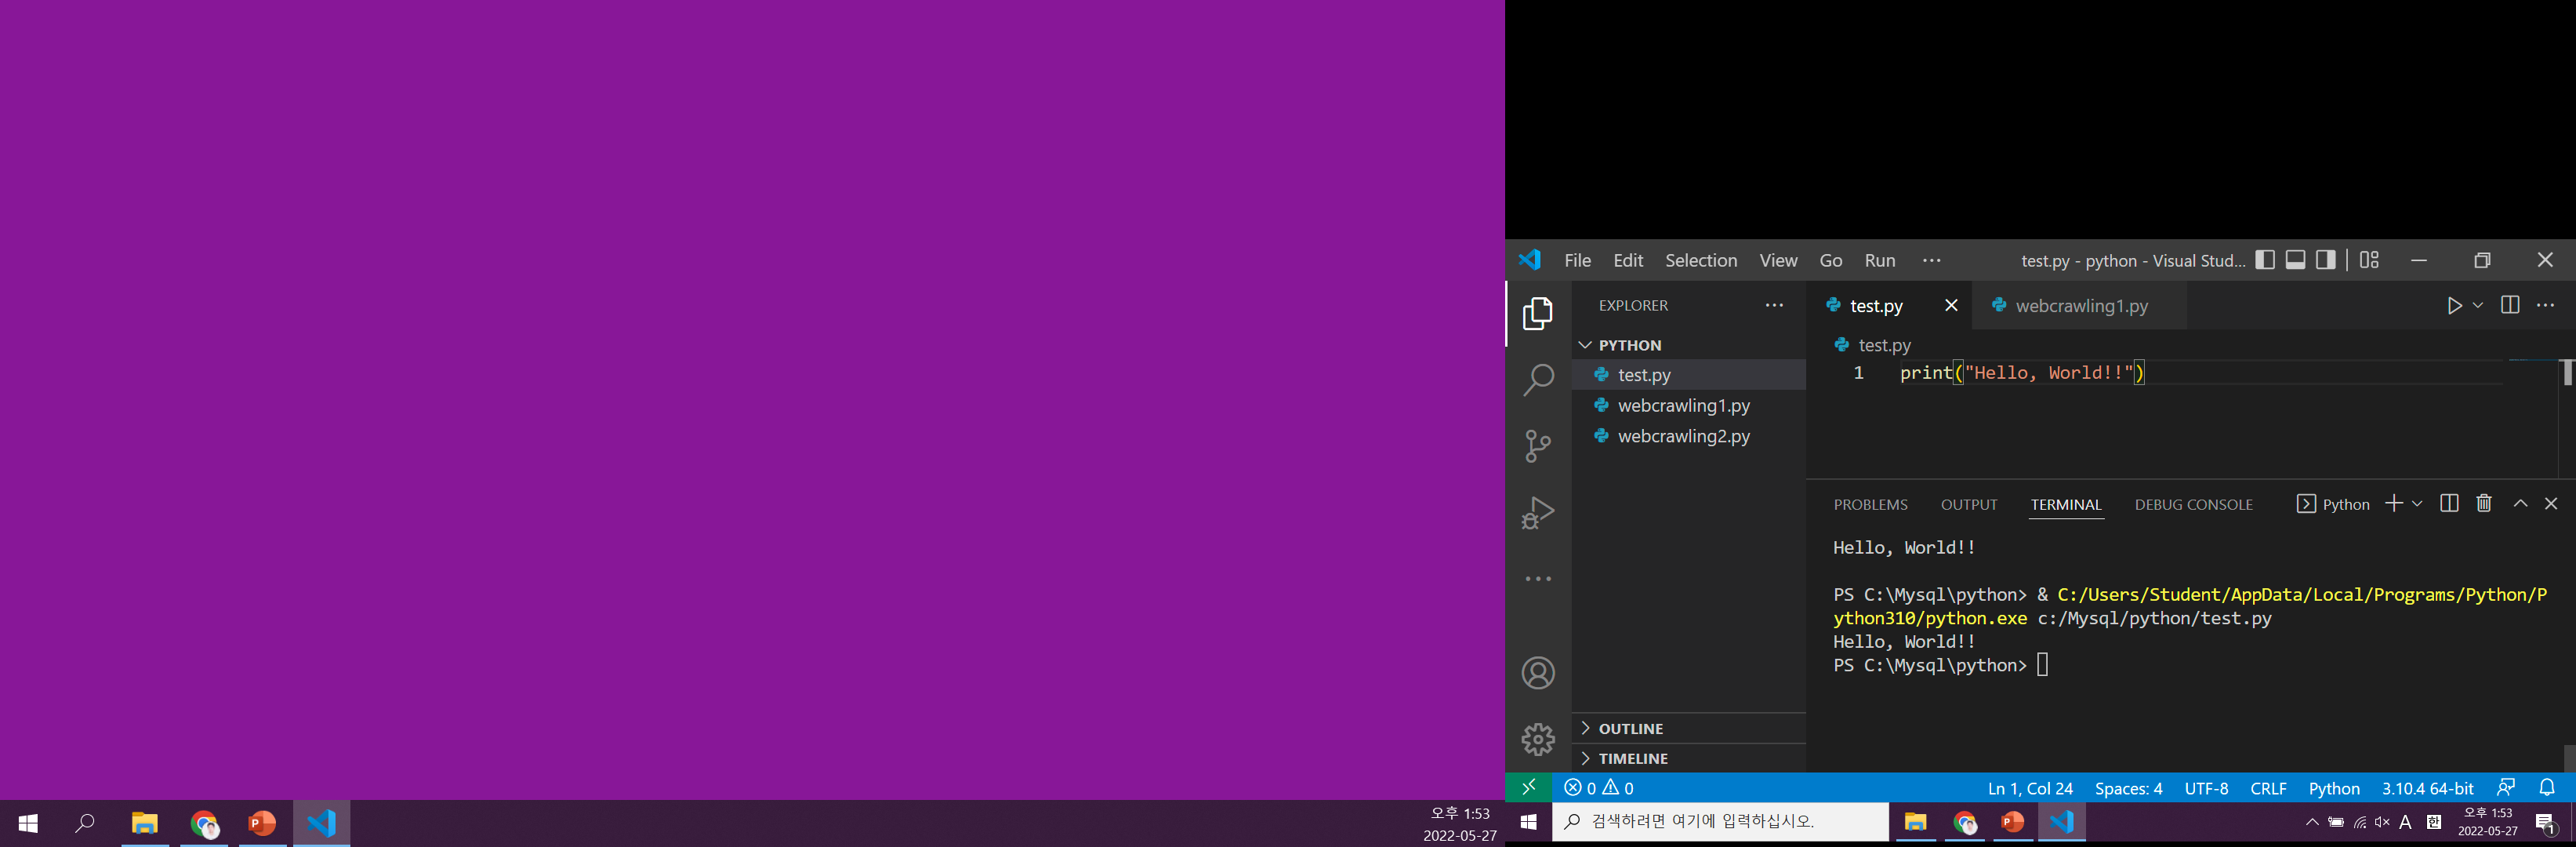 오후 1:53
2022-05-27
File Edit Selection View Go Run ··· test.py - python - Visual Stud...
EXPLORER ···
test.py
webcrawling1.py
PYTHON
test.py
webcrawling1.py
webcrawling2.py
OUTLINE
TIMELINE
test.py
1 print("Hello, World!!")
PROBLEMS OUTPUT TERMINAL DEBUG CONSOLE Python
Hello, World!!
PS C:\Mysql\python> & C:/Users/Student/AppData/Local/Programs/Python/P
ython310/python.exe c:/Mysql/python/test.py
Hello, World!!
PS C:\Mysql\python>
0 0 Ln 1, Col 24 Spaces: 4 UTF-8 CRLF Python 3.10.4 64-bit
검색하려면 여기에 입력하십시오.
A 한 오후 1:53
2022-05-27
1